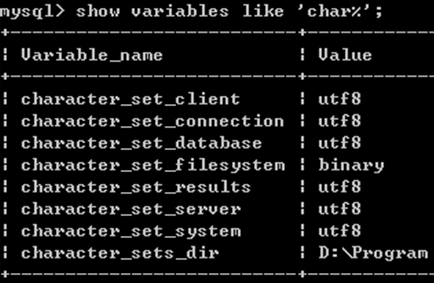 mysql> show variables like 'char%';
+--------------------------+-----------
| Variable_name | Value
+--------------------------+-----------
| character_set_client | utf8
| character_set_connection | utf8
| character_set_database | utf8
| character_set_filesystem | binary
| character_set_results | utf8
| character_set_server | utf8
| character_set_system | utf8
| character_sets_dir | D:\Program
+--------------------------+-----------